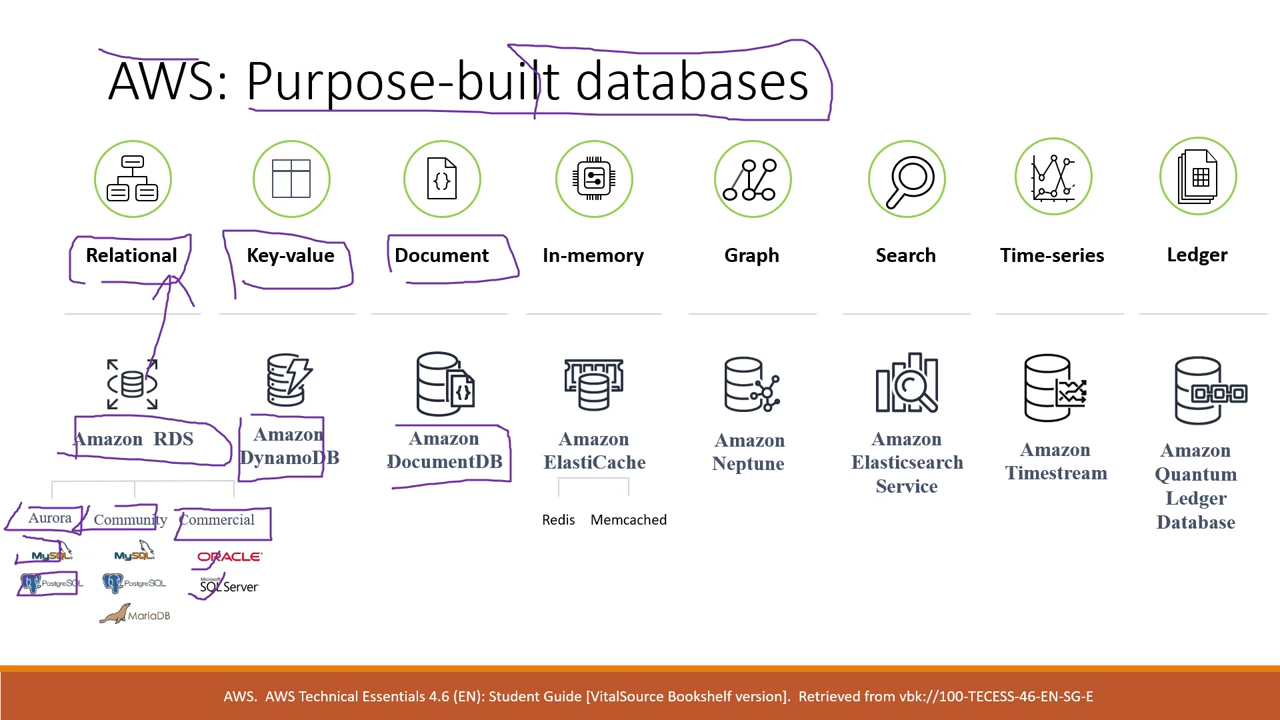 AWS: Purpose-built databases
Relational
Key-value
Document
In-memory
Graph
Search
Time-series
Ledger
Amazon RDS
Amazon
DynamoDB
Amazon
DocumentDB
Amazon
ElastiCache
Amazon
Neptune
Amazon
Elasticsearch
Service
Amazon
Timestream
Amazon
Quantum
Ledger
Database
Aurora
Community
Commercial
Redis
Memcached
MySQL
MySQL
ORACLE
PostgreSQL
PostgreSQL
Microsoft
SQL Server
MariaDB
AWS. AWS Technical Essentials 4.6 (EN): Student Guide [VitalSource Bookshelf version]. Retrieved from vbk://100-TECESS-46-EN-SG-E